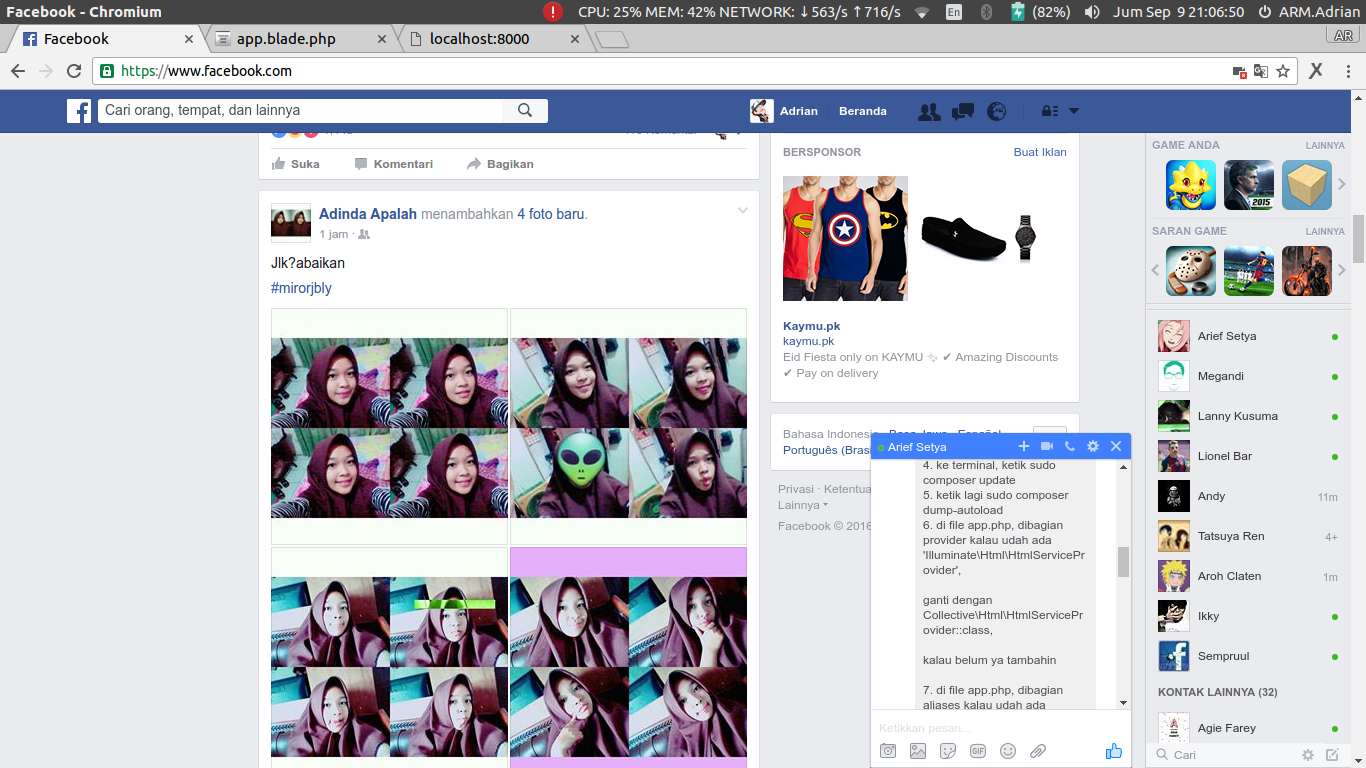 Facebook - Chromium
CPU: 25% MEM: 42% NETWORK: ↓563/s ↑716/s
En
(82%)
Jum Sep 9 21:06:50
ARM.Adrian
Facebook
app.blade.php
localhost:8000
AR
https://www.facebook.com
X
Cari orang, tempat, dan lainnya
Adrian
Beranda
Suka
Komentari
Bagikan
Adinda Apalah menambahkan 4 foto baru.
1 jam ·
Jlk?abaikan
#mirorjbly
BERSPONSOR
Buat Iklan
Kaymu.pk
kaymu.pk
Eid Fiesta only on KAYMU ✨ ✔ Amazing Discounts
✔ Pay on delivery
Bahasa Indonesia
Português (Bras
Privasi · Ketentua
Lainnya
Facebook © 2016
Arief Setya
4. ke terminal, ketik sudo
composer update
5. ketik lagi sudo composer
dump-autoload
6. di file app.php, dibagian
provider kalau udah ada
'Illuminate\Html\HtmlServicePr
ovider',
ganti dengan
Collective\Html\HtmlServicePr
ovider::class,
kalau belum ya tambahin
7. di file app.php, dibagian
aliases kalau udah ada
Ketikkan pesan...
GIF
GAME ANDA
LAINNYA
2015
SARAN GAME
LAINNYA
Arief Setya
Megandi
Lanny Kusuma
Lionel Bar
Andy
11m
Tatsuya Ren
4+
Aroh Claten
1m
Ikky
Sempruul
KONTAK LAINNYA (32)
Agie Farey
Cari